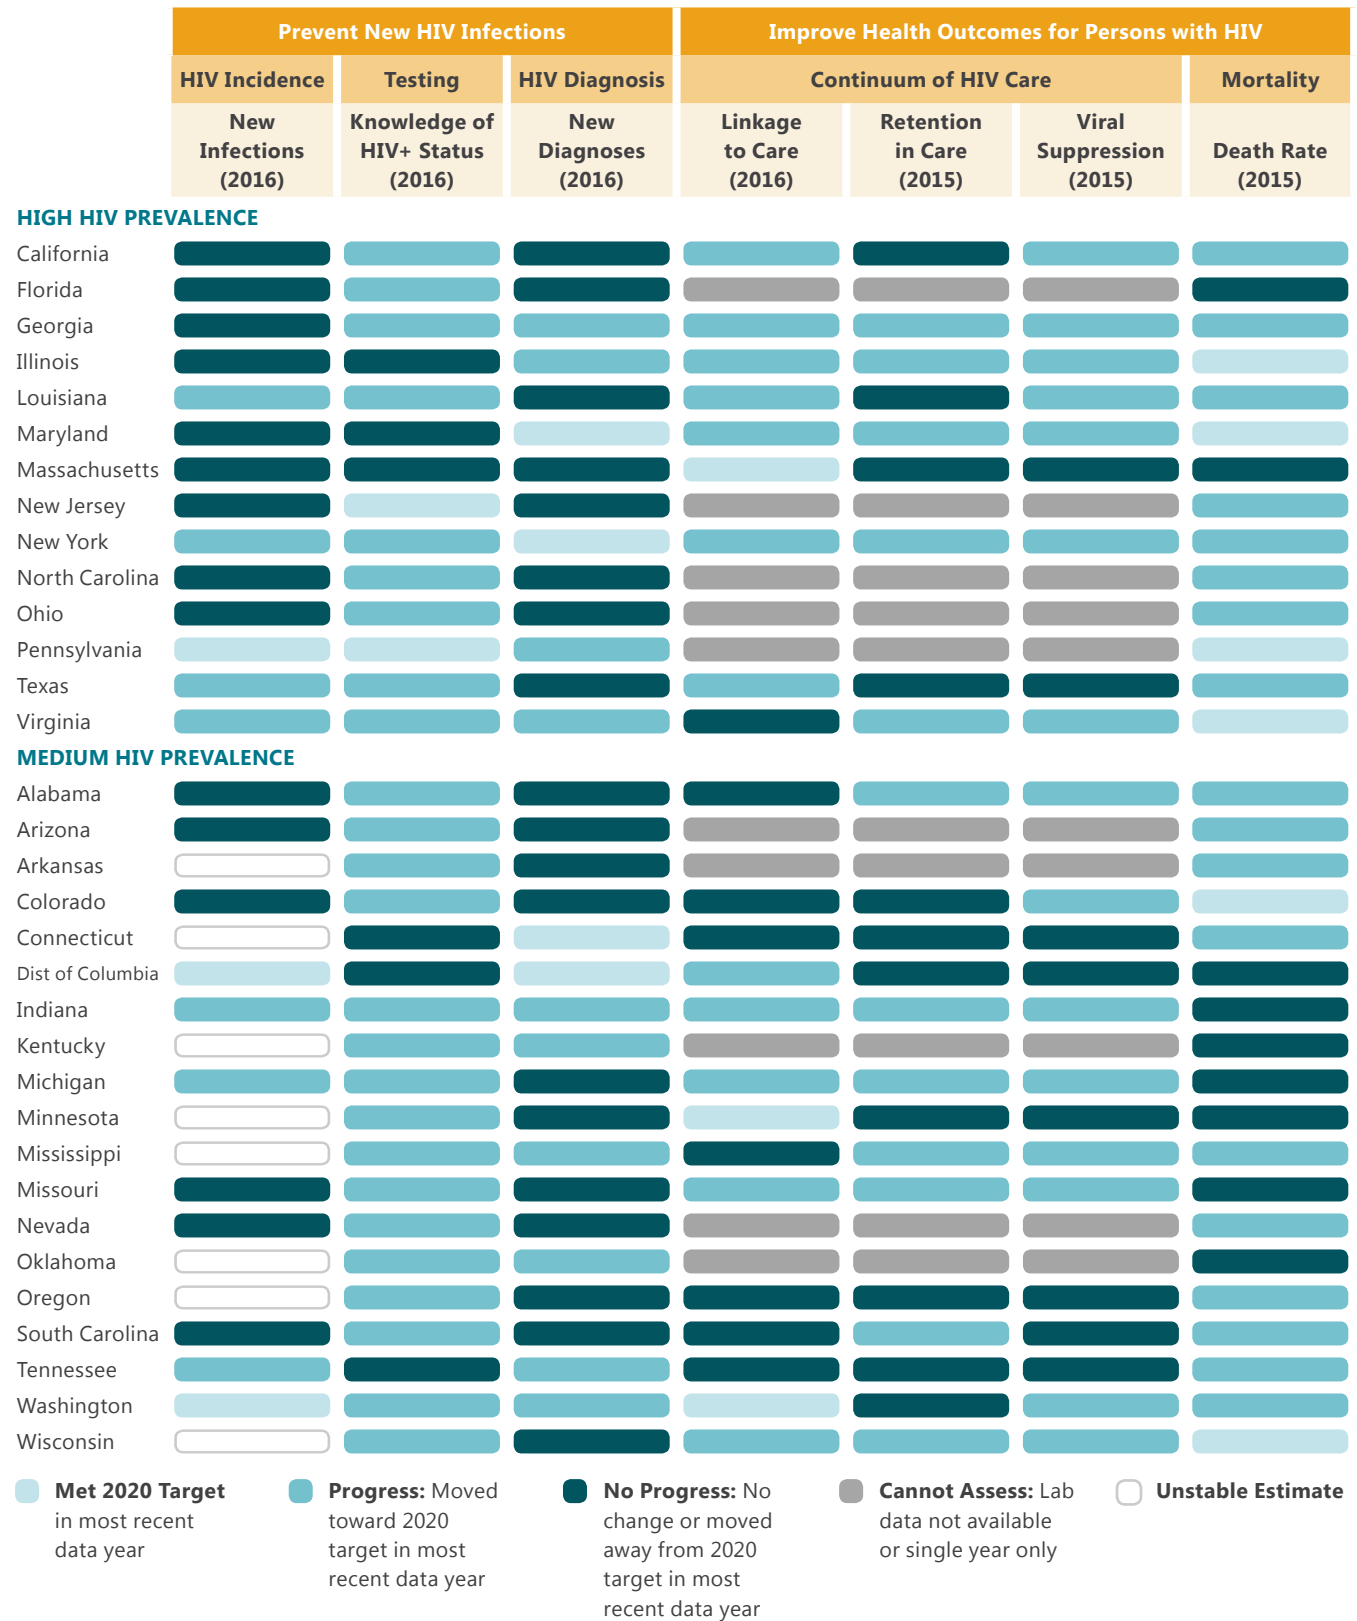 Prevent New HIV Infections
Improve Health Outcomes for Persons with HIV
HIV Incidence
Testing
HIV Diagnosis
Continuum of HIV Care
Mortality
New
Infections
(2016)
Knowledge of
HIV+ Status
(2016)
New
Diagnoses
(2016)
Linkage
to Care
(2016)
Retention
in Care
(2015)
Viral
Suppression
(2015)
Death Rate
(2015)
HIGH HIV PREVALENCE
California
Florida
Georgia
Illinois
Louisiana
Maryland
Massachusetts
New Jersey
New York
North Carolina
Ohio
Pennsylvania
Texas
Virginia
MEDIUM HIV PREVALENCE
Alabama
Arizona
Arkansas
Colorado
Connecticut
Dist of Columbia
Indiana
Kentucky
Michigan
Minnesota
Mississippi
Missouri
Nevada
Oklahoma
Oregon
South Carolina
Tennessee
Washington
Wisconsin
Met 2020 Target
in most recent
data year
Progress: Moved
toward 2020
target in most
recent data year
No Progress: No
change or moved
away from 2020
target in most
recent data year
Cannot Assess: Lab
data not available
or single year only
Unstable Estimate